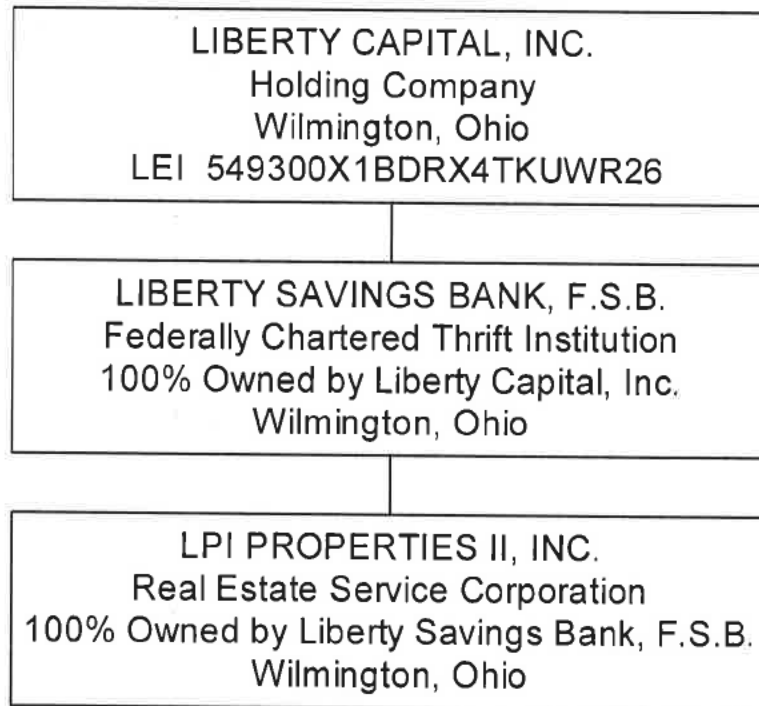 LIBERTY CAPITAL, INC.
Holding Company
Wilmington, Ohio
LEI 549300X1BDRX4TKUWR26
LIBERTY SAVINGS BANK, F.S.B.
Federally Chartered Thrift Institution
100% Owned by Liberty Capital, Inc.
Wilmington, Ohio
LPI PROPERTIES II, INC.
Real Estate Service Corporation
100% Owned by Liberty Savings Bank, F.S.B.
Wilmington, Ohio